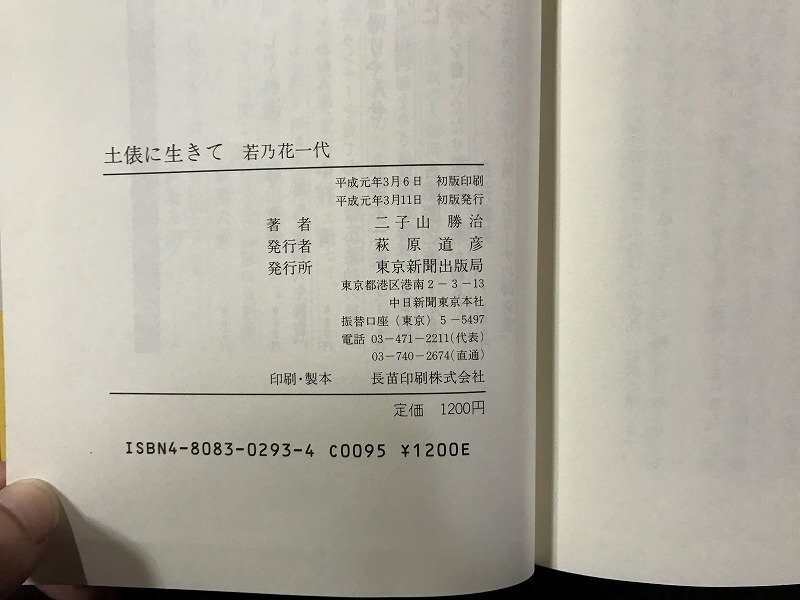 土俵に生きて 若乃花一代
平成元年3月6日 初版印刷
平成元年3月11日 初版発行
著者 二子山勝治
発行者 萩原道彦
発行所 東京新聞出版局
東京都港区港南2-3-13
中日新聞東京本社
振替口座(東京)5-5497
電話 03-471-2211(代表)
03-740-2674(直通)
印刷・製本 長苗印刷株式会社
定価 1200円
ISBN4-8083-0293-4 C0095 ¥1200E